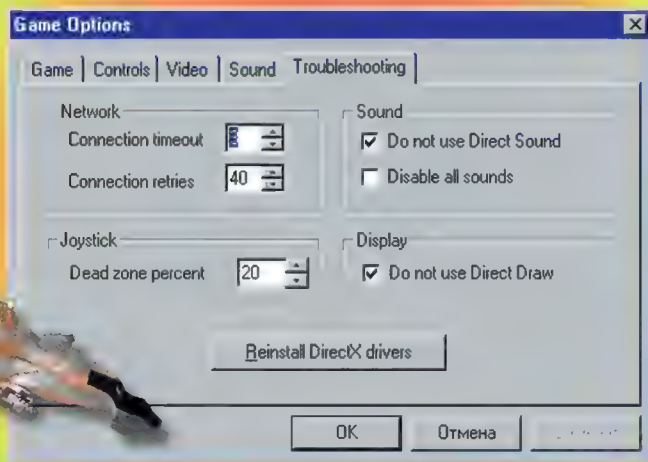 Game Options
Game Controls Video Sound Troubleshooting
Network
Connection timeout
Connection retries 40
Sound
Do not use Direct Sound
Disable all sounds
Joystick
Dead zone percent 20
Display
Do not use Direct Draw
Reinstall DirectX drivers
OK Отмена